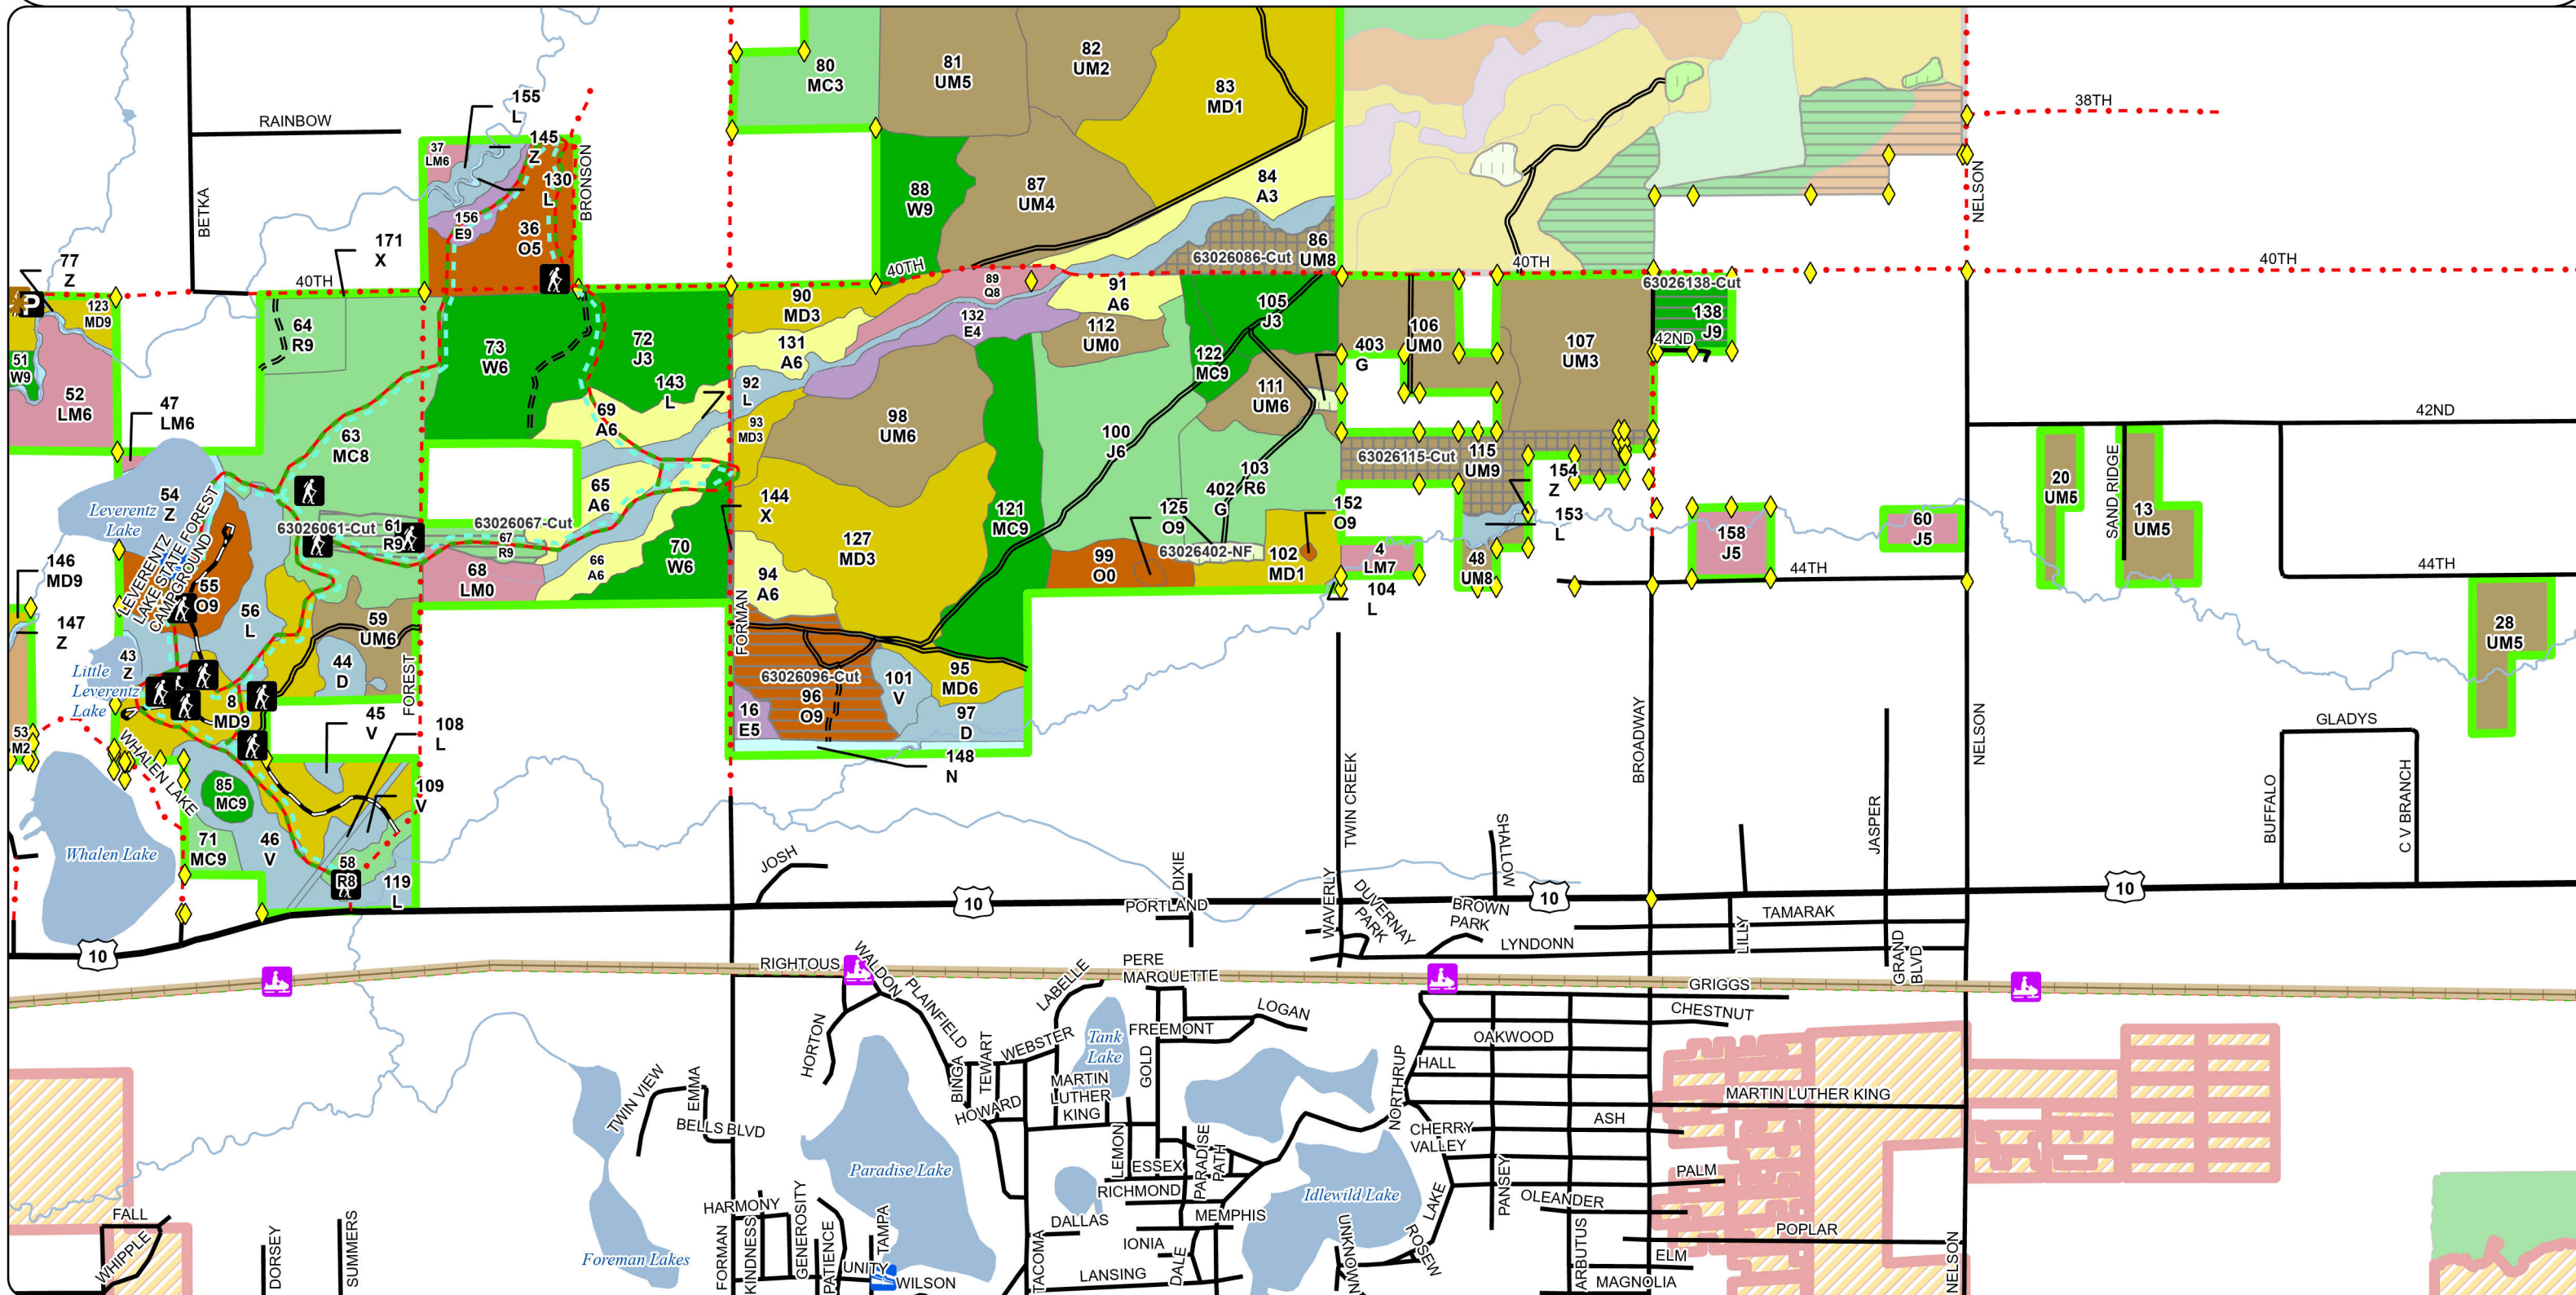 80
MC3
81
UM5
82
UM2
83
MD1
155
L
RAINBOW
145
Z
37
LM6
130
L
BRONSON
38TH
BETKA
156
E9
36
O5
88
W9
87
UM4
84
A3
NELSON
171
X
77
Z
86
UM8
63026086-Cut
40TH
40TH
40TH
40TH
P
123
MD9
64
R9
90
MD3
89
Q8
91
A6
105
J3
63026138-Cut
138
J9
42ND
51
W9
52
LM6
73
W6
72
J3
131
A6
132
E4
112
UM0
122
MC9
403
G
106
UM0
107
UM3
143
L
92
L
111
UM6
47
LM6
69
A6
93
MD3
98
UM6
100
J6
42ND
63
MC8
63026115-Cut
115
UM9
154
Z
54
Z
Leverentz
Lake
65
A6
144
X
103
R6
402
G
152
O9
20
UM5
SAND RIDGE
13
UM5
LEVERENTZ
LAKE STATE FOREST
CAMPGROUND
63026061-Cut
61
R9
63026067-Cut
67
R9
121
MC9
125
O9
153
L
158
J5
60
J5
127
MD3
63026402-NF
102
MD1
99
O0
4
LM7
48
UM8
44TH
44TH
146
MD9
55
O9
68
LM0
66
A6
70
W6
94
A6
104
L
56
L
59
UM6
FORMAN
147
Z
28
UM5
43
Z
Little
Leverentz
Lake
44
D
FOREST
63026096-Cut
96
O9
101
V
95
MD6
8
MD9
16
E5
97
D
53
M2
45
V
108
L
148
N
WHALEN LAKE
BROADWAY
NELSON
GLADYS
TWIN CREEK
85
MC9
109
V
JASPER
BUFFALO
C V BRANCH
Whalen Lake
71
MC9
46
V
58
R8
119
L
JOSH
DIXIE
SHALLOW
10
10
10
10
PORTLAND
WAVERLY
DUVERNAY
PARK
BROWN
PARK
LYNDONN
TAMARAK
LILLY
GRAND
BLVD
RIGHTOUS
WALDON
PERE
MARQUETTE
GRIGGS
PLAINFIELD
LABELLE
LOGAN
CHESTNUT
HORTON
Tank
Lake
FREEMONT
OAKWOOD
WEBSTER
GOLD
HALL
BINGA
TEWART
MARTIN
LUTHER
KING
NORTHRUP
MARTIN LUTHER KING
TWIN VIEW
EMMA
BELLS BLVD
HOWARD
ASH
CHERRY
VALLEY
Paradise Lake
LEMON
ESSEX
PARADISE
PATH
PALM
RICHMOND
Idlewild Lake
LAKE
PANSEY
OLEANDER
FALL
WHIPPLE
DORSEY
SUMMERS
Foreman Lakes
HARMONY
FORMAN
KINDNESS
GENEROSITY
PATIENCE
TAMPA
UNITY
WILSON
TACOMA
DALLAS
MEMPHIS
IONIA
DALE
LANSING
UNKNOWN
ROSEW
ARBUTUS
POPLAR
ELM
MAGNOLIA
NELSON